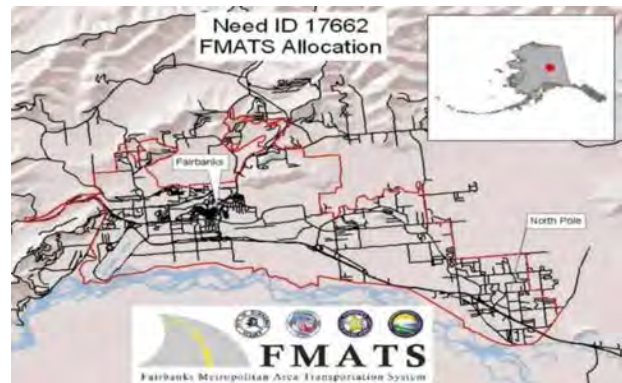 Need ID 17662
FMATS Allocation
Fairbanks
North Pole
FMATS
Fairbanks Metropolitan Area Transportation System